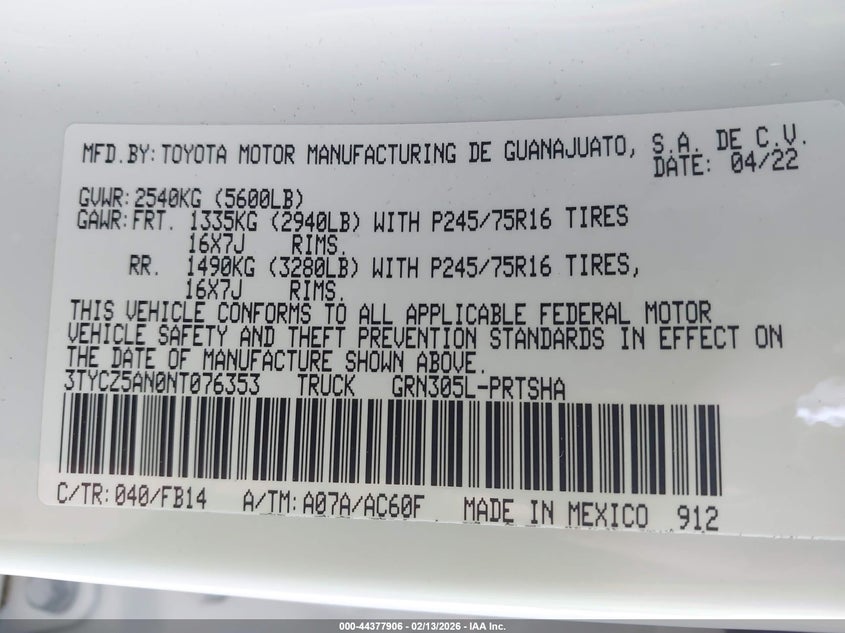 MFD.BY: TOYOTA MOTOR MANUFACTURING DE GUANAJUATO, S.A. DE C.V.
DATE: 04/22
GVWR: 2540KG (5600LB)
GAWR: FRT. 1335KG (2940LB) WITH P245/75R16 TIRES
16X7J RIMS.
RR. 1490KG (3280LB) WITH P245/75R16 TIRES,
16X7J RIMS.
THIS VEHICLE CONFORMS TO ALL APPLICABLE FEDERAL MOTOR
VEHICLE SAFETY AND THEFT PREVENTION STANDARDS IN EFFECT ON
THE DATE OF MANUFACTURE SHOWN ABOVE.
3TYCZ5AN0NT076353 TRUCK GRN305L-PRTSHA
C/TR: 040/FB14 A/TM: A07A/AC60F MADE IN MEXICO 912
000-44377906 - 02/13/2026 - IAA Inc.